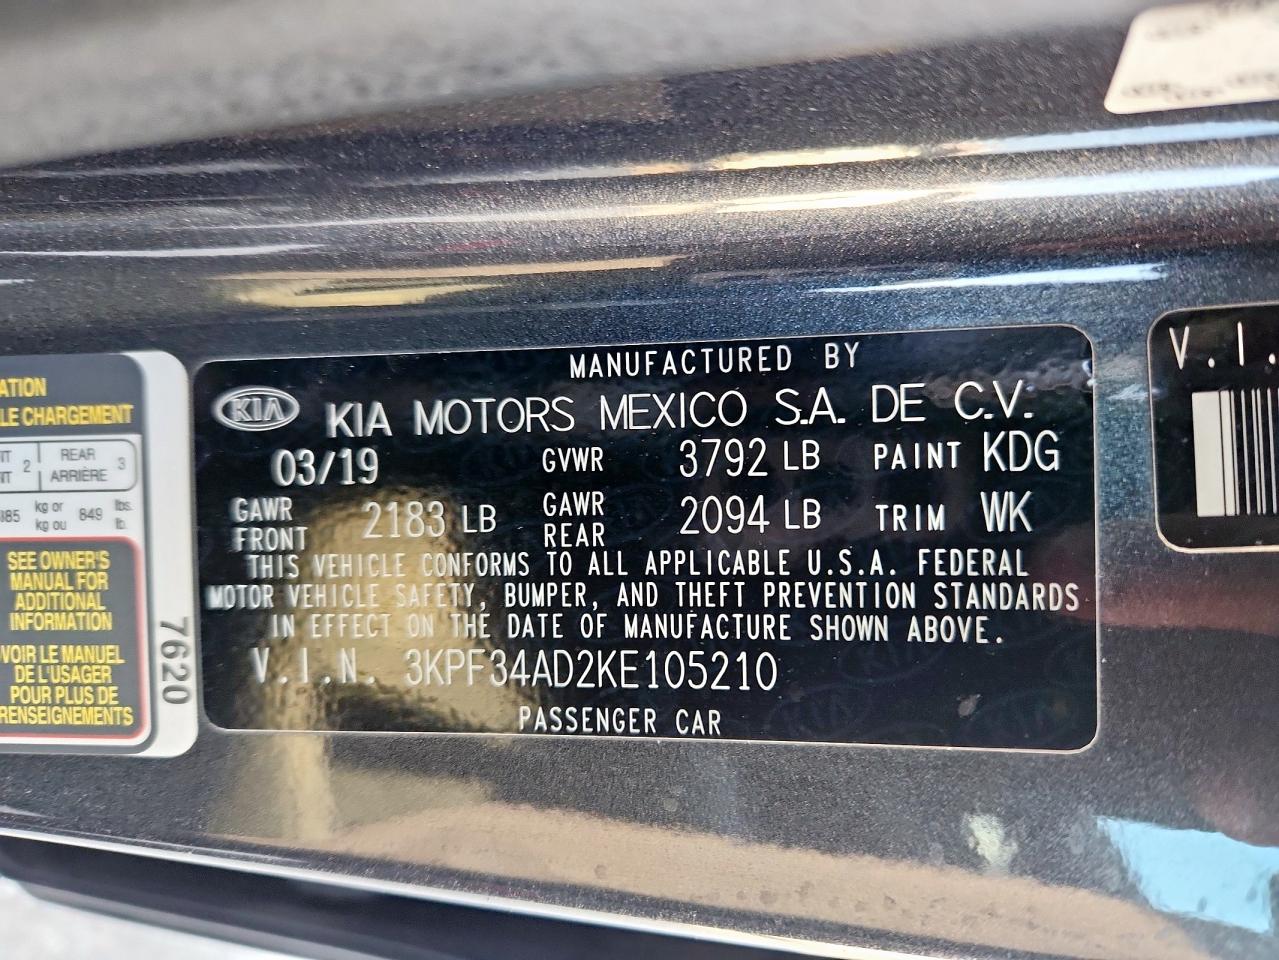 ATION
LE CHARGEMENT
2 REAR 3
ARRIÈRE
kg or 849 lbs.
kg ou lb.
SEE OWNER'S
MANUAL FOR
ADDITIONAL
INFORMATION
VOIR LE MANUEL
DE L'USAGER
POUR PLUS DE
RENSEIGNEMENTS
7620
MANUFACTURED BY
KIA KIA MOTORS MEXICO S.A. DE C.V.
03/19 GVWR 3792 LB PAINT KDG
GAWR FRONT 2183 LB GAWR REAR 2094 LB TRIM WK
THIS VEHICLE CONFORMS TO ALL APPLICABLE U.S.A. FEDERAL
MOTOR VEHICLE SAFETY, BUMPER, AND THEFT PREVENTION STANDARDS
IN EFFECT ON THE DATE OF MANUFACTURE SHOWN ABOVE.
V.I.N. 3KPF34AD2KE105210
PASSENGER CAR
V.I.